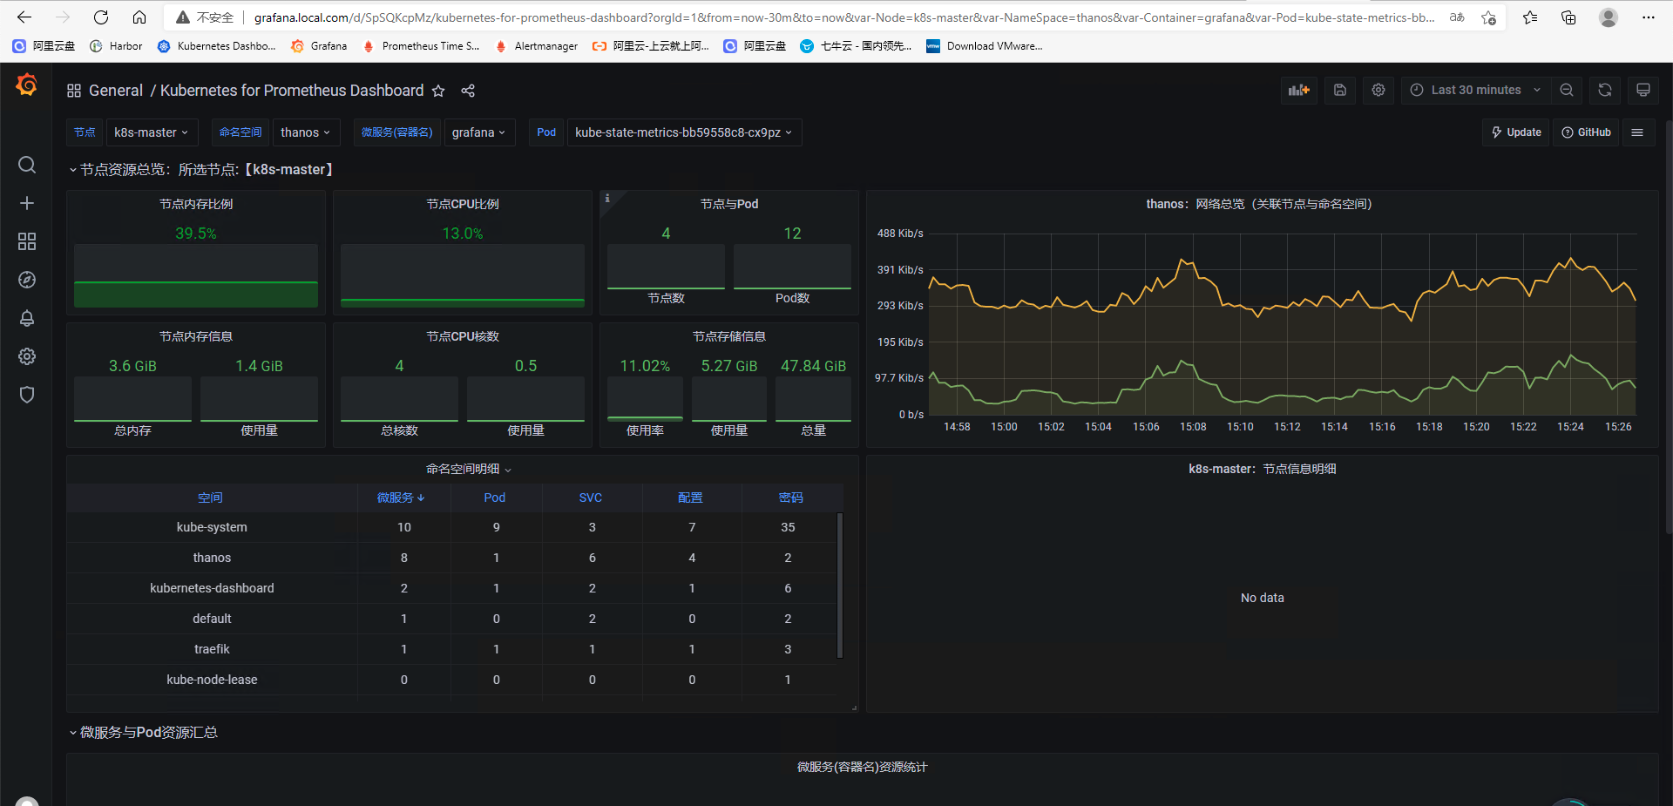 不安全 grafana.local.com/d/SpSQKcpMz/kubernetes-for-prometheus-dashboard?orgId=1&from=now-30m&to=now&var-Node=k8s-master&var-NameSpace=thanos&var-Container=grafana&var-Pod=kube-state-metrics-bb...
阿里云盘 Harbor Kubernetes Dashbo... Grafana Prometheus Time S... Alertmanager 阿里云-上云就上阿... 阿里云盘 七牛云 - 国内领先... Download VMware...
General / Kubernetes for Prometheus Dashboard Last 30 minutes
节点 k8s-master 命名空间 thanos 微服务(容器名) grafana Pod kube-state-metrics-bb59558c8-cx9pz Update GitHub
节点资源总览：所选节点:【k8s-master】
节点内存比例
39.5%
节点CPU比例
13.0%
节点与Pod
4 12
节点数 Pod数
thanos：网络总览（关联节点与命名空间）
488 Kib/s
391 Kib/s
293 Kib/s
195 Kib/s
97.7 Kib/s
0 b/s
14:58 15:00 15:02 15:04 15:06 15:08 15:10 15:12 15:14 15:16 15:18 15:20 15:22 15:24 15:26
节点内存信息
3.6 GiB 1.4 GiB
总内存 使用量
节点CPU核数
4 0.5
总核数 使用量
节点存储信息
11.02% 5.27 GiB 47.84 GiB
使用率 使用量 总量
命名空间明细
空间 微服务 Pod SVC 配置 密码
kube-system 10 9 3 7 35
thanos 8 1 6 4 2
kubernetes-dashboard 2 1 2 1 6
default 1 0 2 0 2
traefik 1 1 1 1 3
kube-node-lease 0 0 0 0 1
k8s-master：节点信息明细
No data
微服务与Pod资源汇总
微服务(容器名)资源统计